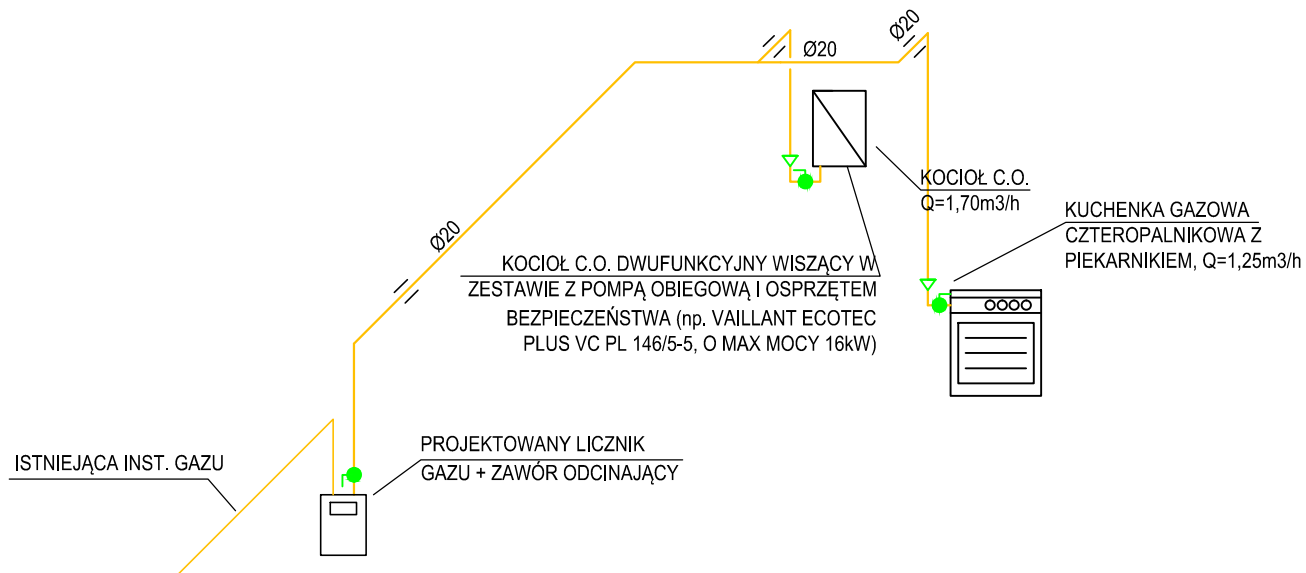 Ø20
Ø20
Ø20
KOCIOŁ C.O.
Q=1,70m3/h
KUCHENKA GAZOWA
CZTEROPALNIKOWA Z
PIEKARNIKIEM, Q=1,25m3/h
KOCIOŁ C.O. DWUFUNKCYJNY WISZĄCY W
ZESTAWIE Z POMPĄ OBIEGOWĄ I OSPRZĘTEM
BEZPIECZEŃSTWA (np. VAILLANT ECOTEC
PLUS VC PL 146/5-5, O MAX MOCY 16kW)
PROJEKTOWANY LICZNIK
GAZU + ZAWÓR ODCINAJĄCY
ISTNIEJĄCA INST. GAZU